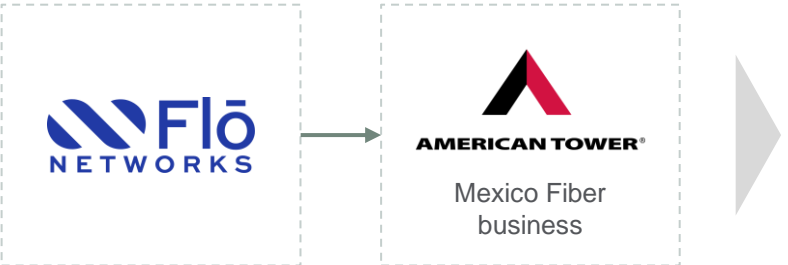 Flō
NETWORKS
AMERICAN TOWER®
Mexico Fiber
business